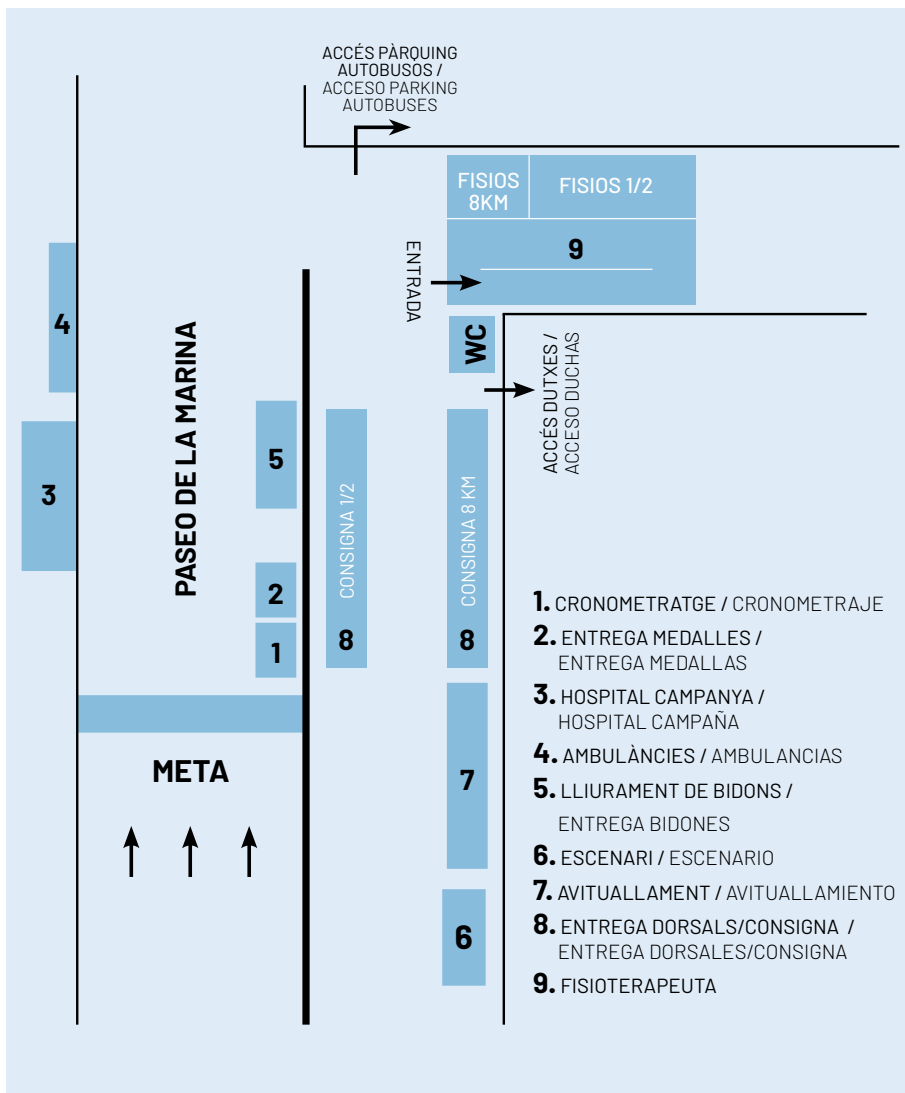 ACCÉS PÀRQUING
AUTOBUSOS /
ACCESO PARKING
AUTOBUSES
FISIOS
8KM
FISIOS 1/2
9
ENTRADA
WC
ACCÉS DUTXES /
ACCESO DUCHAS
4
3
PASEO DE LA MARINA
5
2
1
CONSIGNA 1/2
8
CONSIGNA 8 KM
8
META
7
6
1. CRONOMETRATGE / CRONOMETRAJE
2. ENTREGA MEDALLES /
ENTREGA MEDALLAS
3. HOSPITAL CAMPANYA /
HOSPITAL CAMPAÑA
4. AMBULÀNCIES / AMBULANCIAS
5. LLIURAMENT DE BIDONS /
ENTREGA BIDONES
6. ESCENARI / ESCENARIO
7. AVITUALLAMENT / AVITUALLAMIENTO
8. ENTREGA DORSALS/CONSIGNA /
ENTREGA DORSALES/CONSIGNA
9. FISIOTERAPEUTA